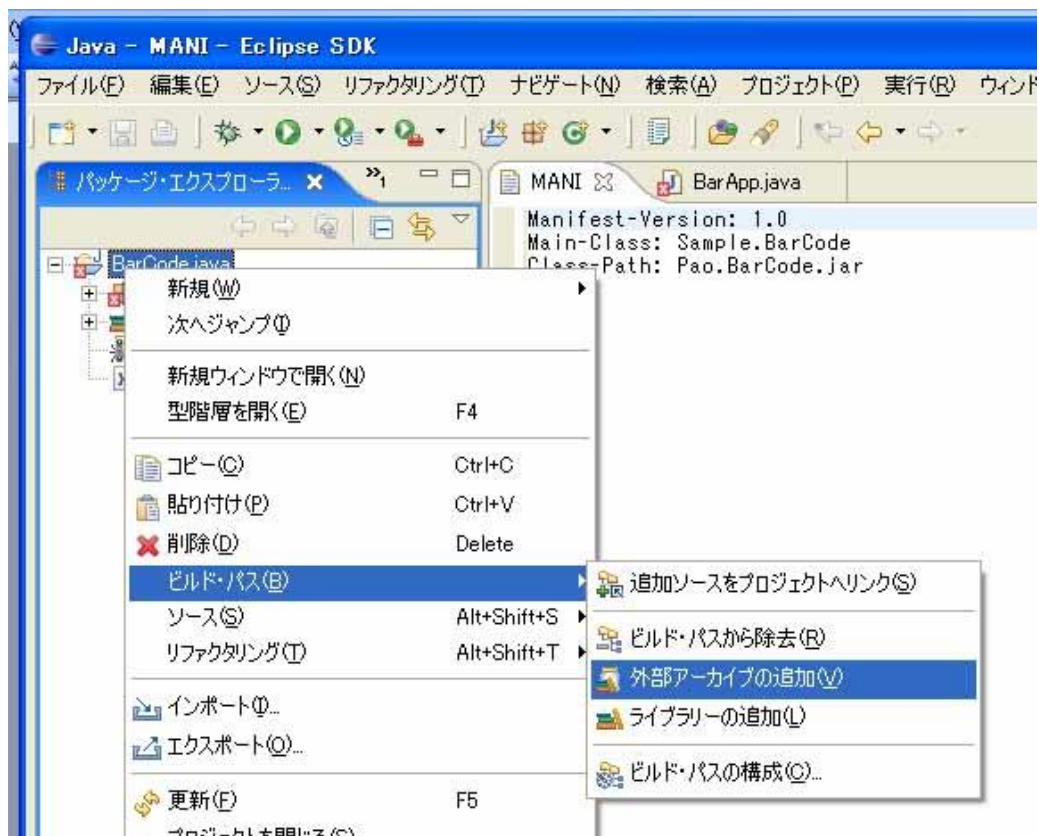 Java - MANI - Eclipse SDK
ファイル(F) 編集(E) ソース(S) リファクタリング(T) ナビゲート(N) 検索(A) プロジェクト(P) 実行(R) ウィンド
パッケージ・エクスプローラ... MANI BarApp.java
Manifest-Version: 1.0
Main-Class: Sample.BarCode
Class-Path: Pao.BarCode.jar
BarCode.java
新規(W)
次へジャンプ(I)
新規ウィンドウで開く(N)
型階層を開く(E) F4
コピー(C) Ctrl+C
貼り付け(P) Ctrl+V
削除(D) Delete
ビルド・パス(B)
ソース(S) Alt+Shift+S
リファクタリング(T) Alt+Shift+T
インポート(I)...
エクスポート(O)...
更新(F) F5
プロジェクトを閉じる(S)
追加ソースをプロジェクトへリンク(S)
ビルド・パスから除去(R)
外部アーカイブの追加(V)
ライブラリーの追加(L)
ビルド・パスの構成(C)...